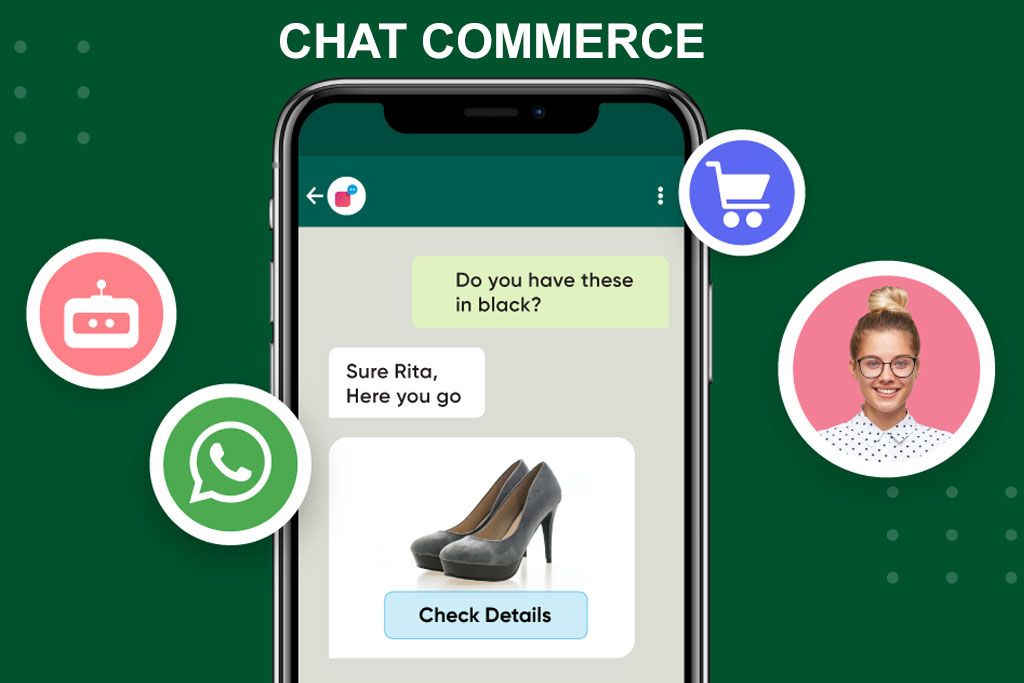 CHAT COMMERCE
Do you have these
in black?
Sure Rita,
Here you go
Check Details